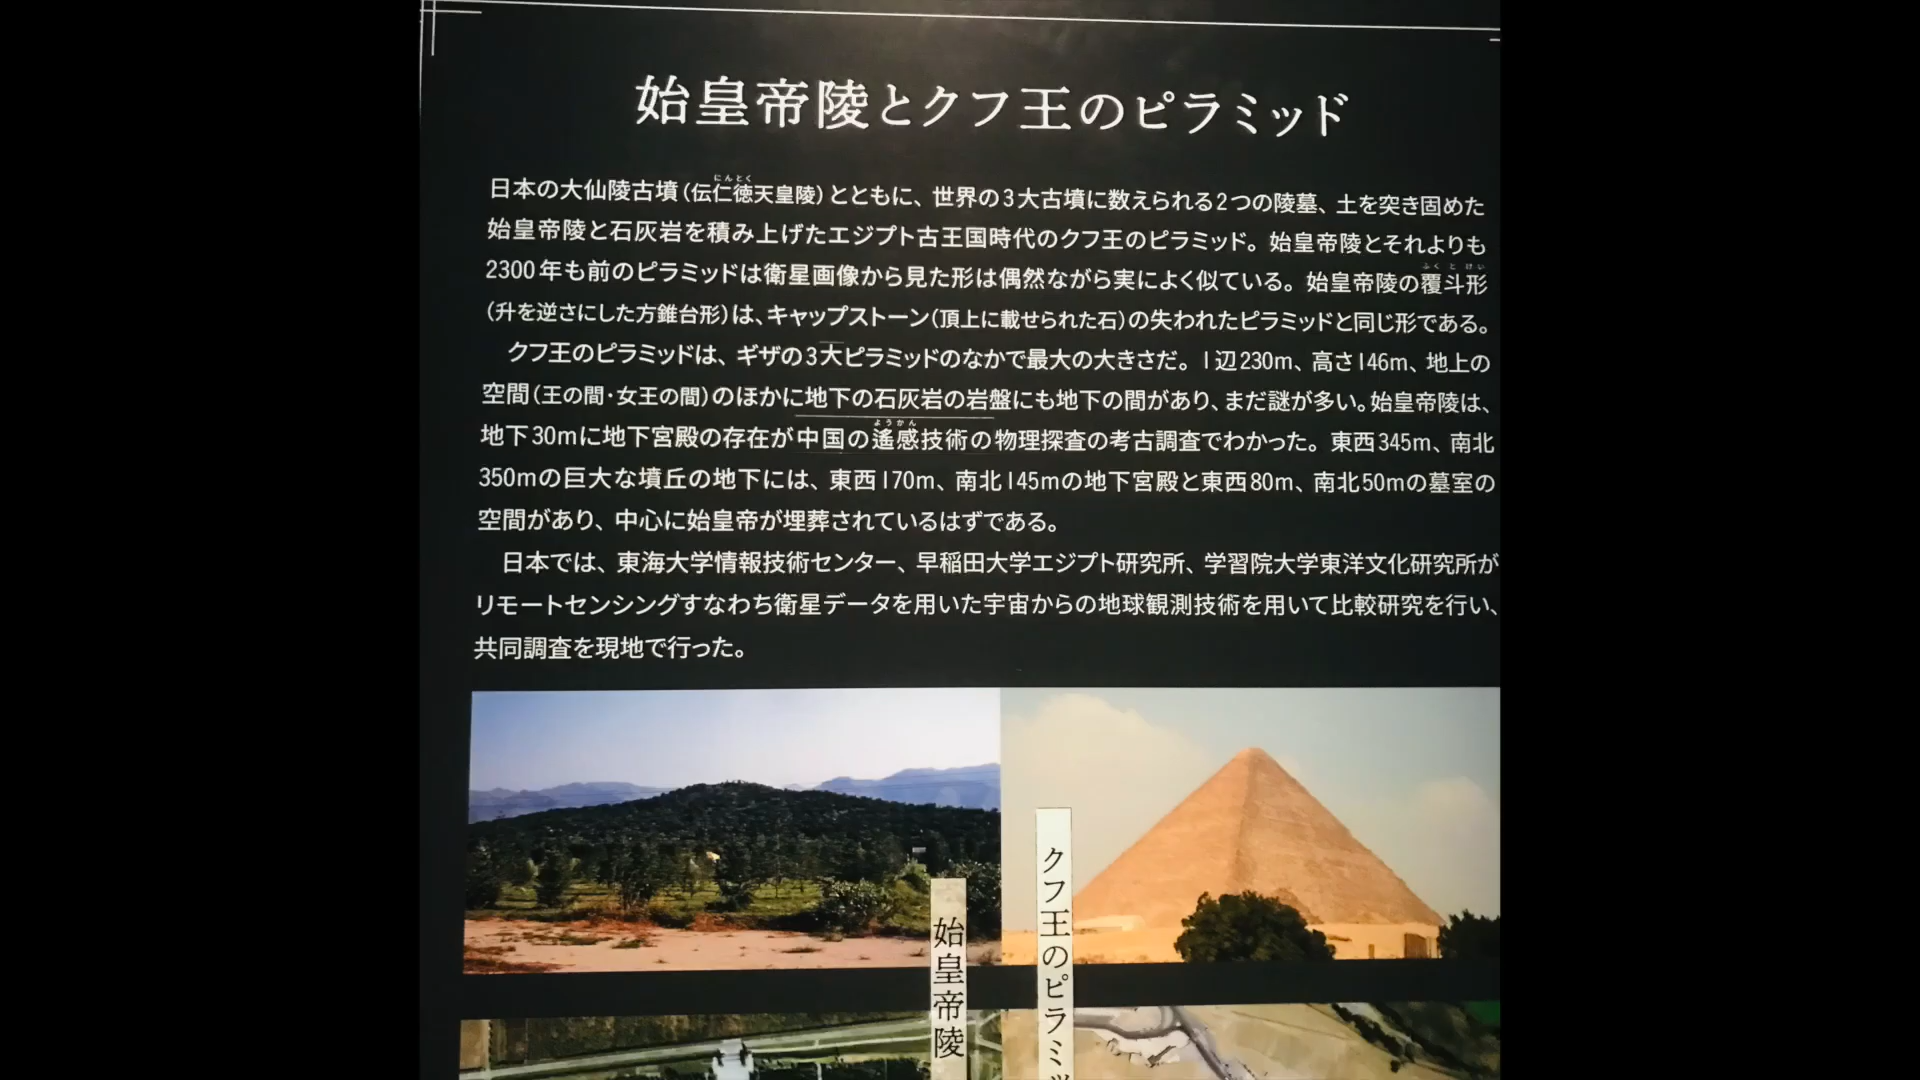 始皇帝陵とクフ王のピラミッド
日本の大仙陵古墳（伝仁徳天皇陵）とともに、世界の3大古墳に数えられる2つの陵墓、土を突き固めた
始皇帝陵と石灰岩を積み上げたエジプト古王国時代のクフ王のピラミッド。始皇帝陵とそれよりも
2300年も前のピラミッドは衛星画像から見た形は偶然ながら実によく似ている。始皇帝陵の覆斗形
（升を逆さにした方錐台形）は、キャップストーン（頂上に載せられた石）の失われたピラミッドと同じ形である。
クフ王のピラミッドは、ギザの3大ピラミッドのなかで最大の大きさだ。1辺230m、高さ146m、地上の
空間（王の間・女王の間）のほかに地下の石灰岩の岩盤にも地下の間があり、まだ謎が多い。始皇帝陵は、
地下30mに地下宮殿の存在が中国の遙感技術の物理探査の考古調査でわかった。東西345m、南北
350mの巨大な墳丘の地下には、東西170m、南北145mの地下宮殿と東西80m、南北50mの墓室の
空間があり、中心に始皇帝が埋葬されているはずである。
日本では、東海大学情報技術センター、早稲田大学エジプト研究所、学習院大学東洋文化研究所が
リモートセンシングすなわち衛星データを用いた宇宙からの地球観測技術を用いて比較研究を行い、
共同調査を現地で行った。
始皇帝陵
クフ王のピラミッ